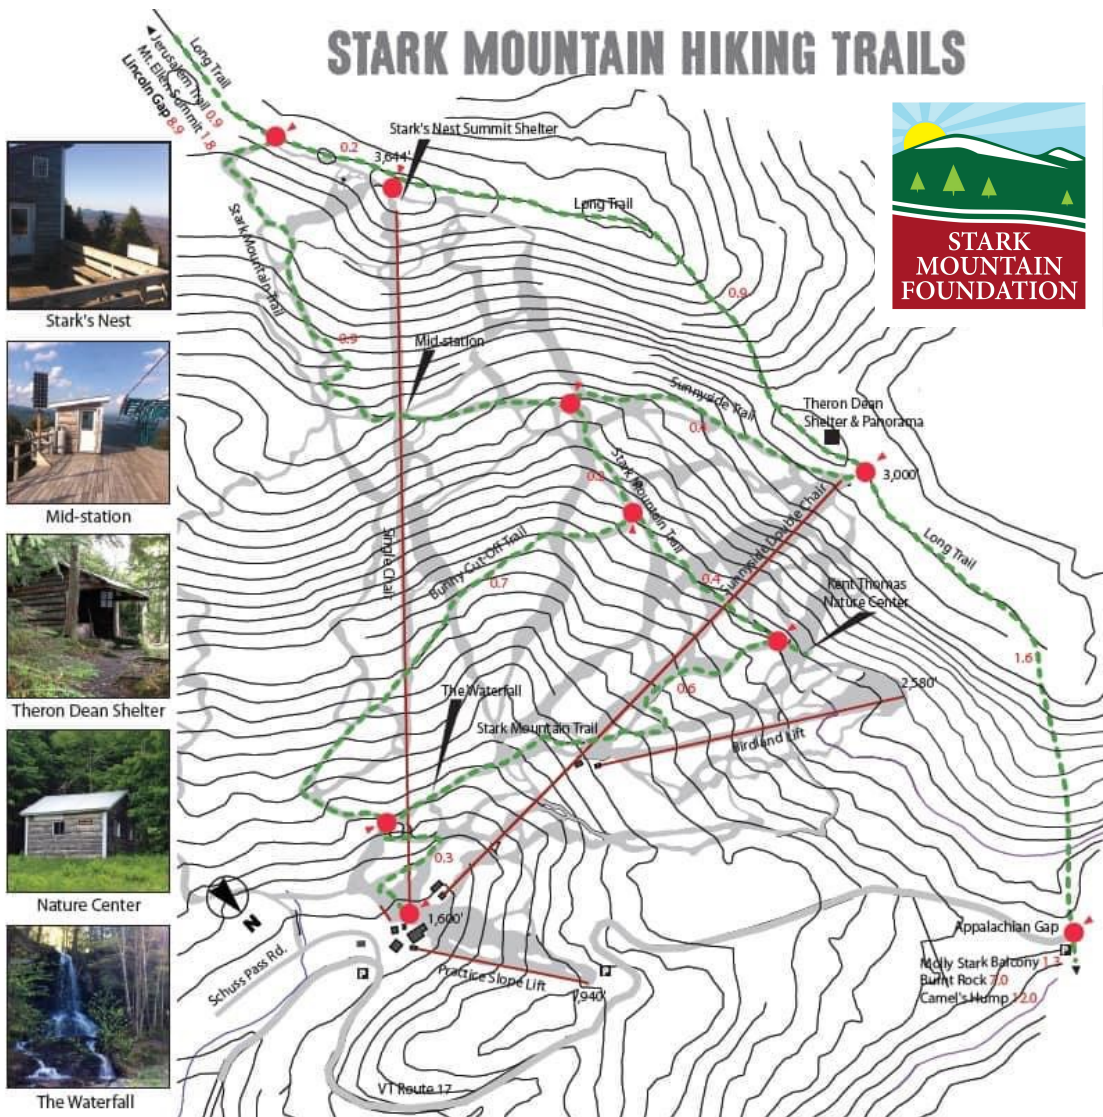 STARK MOUNTAIN HIKING TRAILS
Long Trail
Jerusalem Trail 0.9
Mt. Ellen Summit 1.8
Lincoln Gap 8.9
0.2
Stark's Nest Summit Shelter
3,644'
Long Trail
STARK
MOUNTAIN
FOUNDATION
Stark's Nest
Stark Mountain Trail
0.9
0.9
Mid-station
Sunnyside Trail
Theron Dean
Shelter & Panorama
3,000'
Mid-station
0.2
Stark Mountain Trail
Single Chair
Bunny Cut-Off Trail
0.7
0.4
Sunnyside Double Chair
Long Trail
Kent Thomas
Nature Center
1.6
Theron Dean Shelter
The Waterfall
0.6
2,580'
Stark Mountain Trail
Birdland Lift
0.3
Nature Center
N
1,600'
Schuss Pass Rd.
P
Practice Slope Lift
P
1,940'
Appalachian Gap
P
Molly Stark Balcony 1.3
Burnt Rock 7.0
Camel's Hump 12.0
VT Route 17
The Waterfall